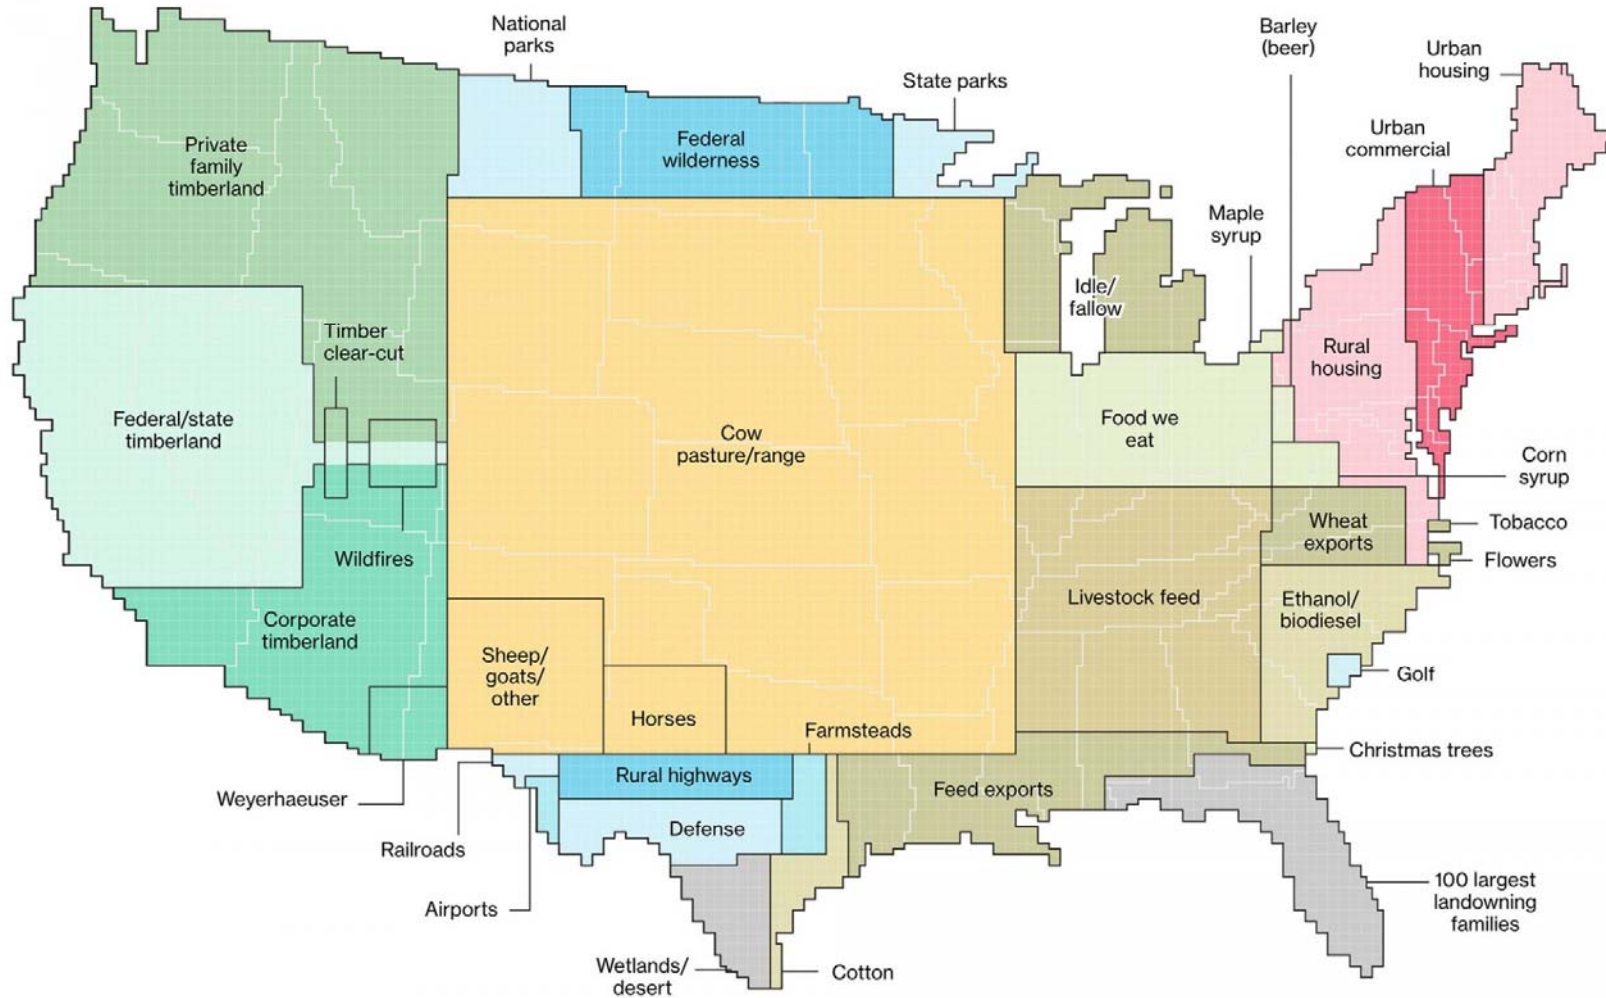 National
parks
Barley
(beer)
Urban
housing
State parks
Urban
commercial
Private
family
timberland
Federal
wilderness
Maple
syrup
Idle/
fallow
Timber
clear-cut
Rural
housing
Federal/state
timberland
Food we
eat
Cow
pasture/range
Corn
syrup
Wheat
exports
Tobacco
Wildfires
Flowers
Livestock feed
Ethanol/
biodiesel
Corporate
timberland
Sheep/
goats/
other
Golf
Horses
Farmsteads
Christmas trees
Rural highways
Feed exports
Weyerhaeuser
Defense
Railroads
100 largest
landowning
families
Airports
Wetlands/
desert
Cotton